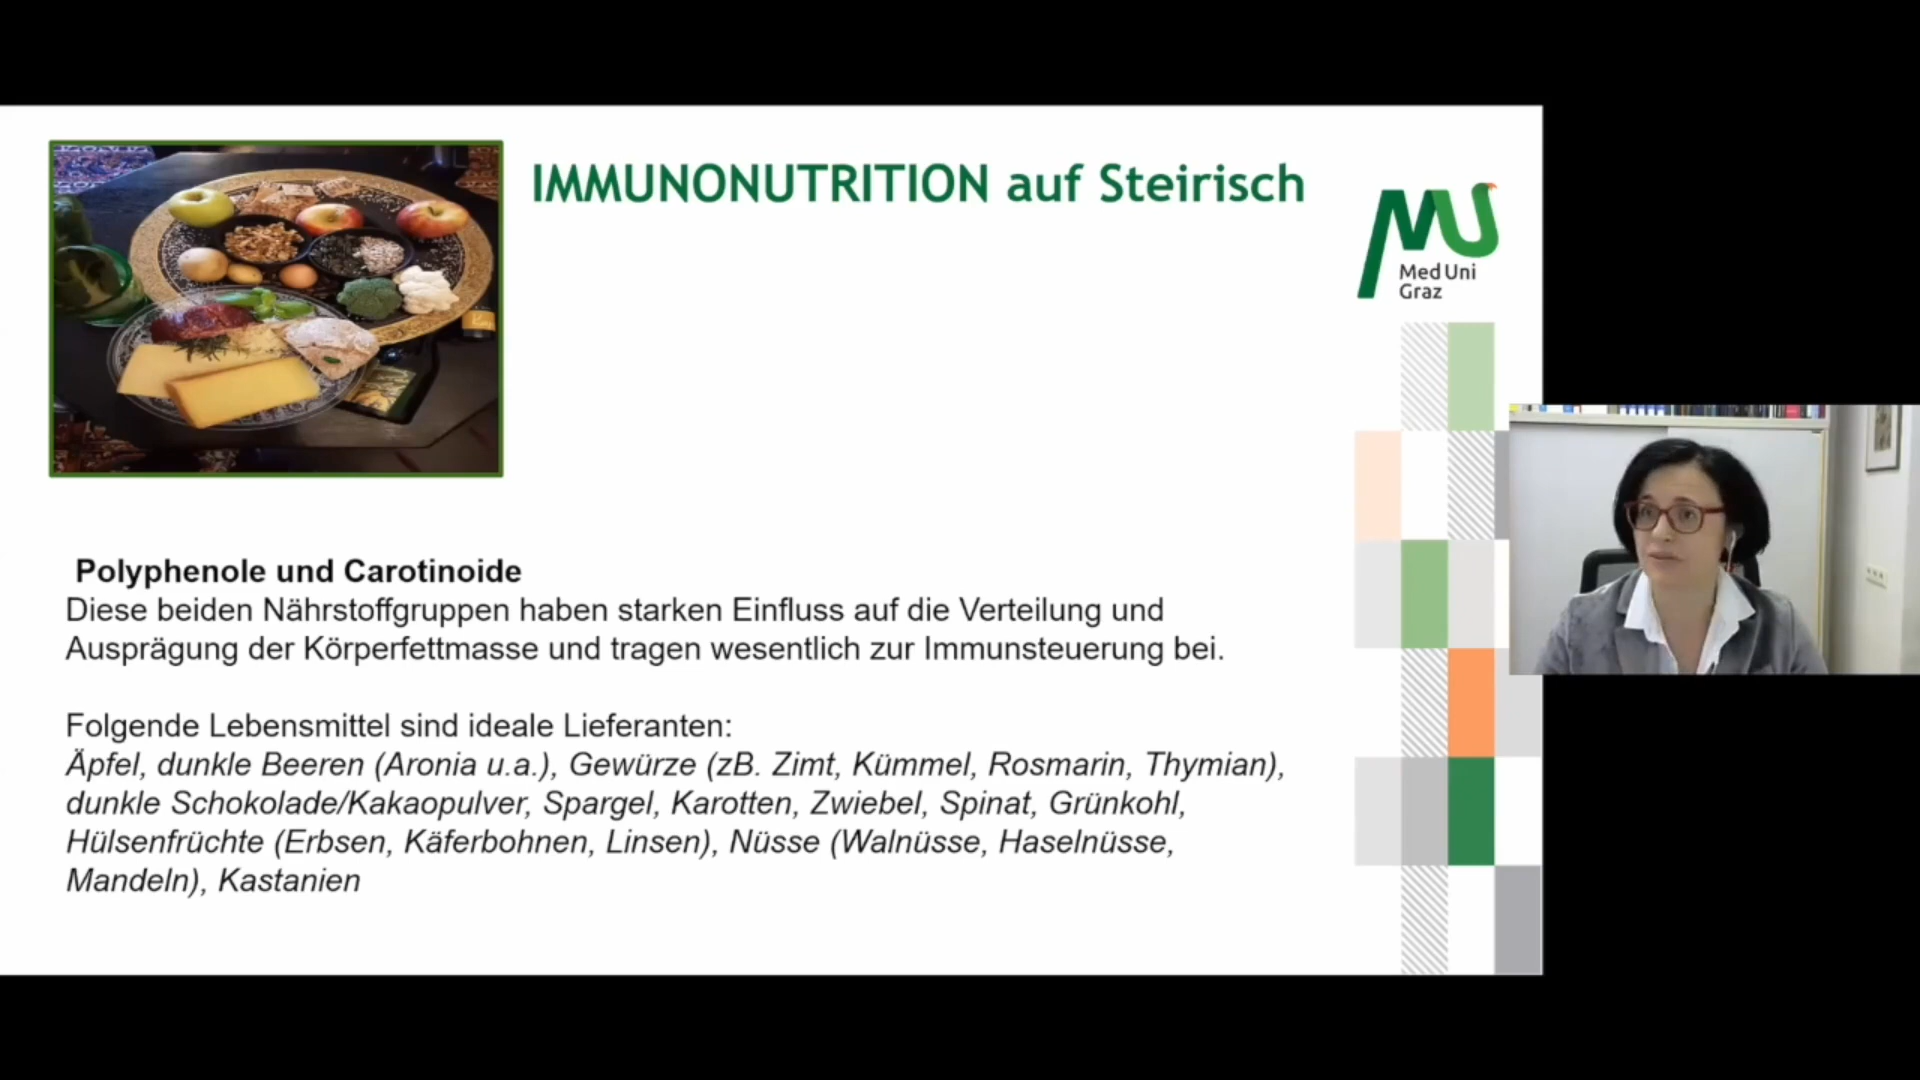 IMMUNONUTRITION auf Steirisch
Med Uni
Graz
Polyphenole und Carotinoide
Diese beiden Nährstoffgruppen haben starken Einfluss auf die Verteilung und
Ausprägung der Körperfettmasse und tragen wesentlich zur Immunsteuerung bei.
Folgende Lebensmittel sind ideale Lieferanten:
Äpfel, dunkle Beeren (Aronia u.a.), Gewürze (zB. Zimt, Kümmel, Rosmarin, Thymian),
dunkle Schokolade/Kakaopulver, Spargel, Karotten, Zwiebel, Spinat, Grünkohl,
Hülsenfrüchte (Erbsen, Käferbohnen, Linsen), Nüsse (Walnüsse, Haselnüsse,
Mandeln), Kastanien